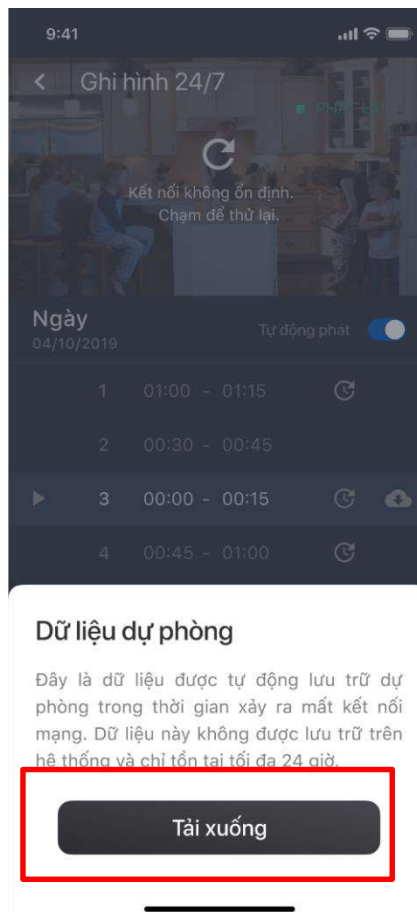 9:41
Ghi hình 24/7
PHÁT LẠI
Kết nối không ổn định.
Chạm để thử lại.
Ngày
04/10/2019
Tự động phát
1 01:00 - 01:15
2 00:30 - 00:45
3 00:00 - 00:15
4 00:45 - 01:00
Dữ liệu dự phòng
Đây là dữ liệu được tự động lưu trữ dự
phòng trong thời gian xảy ra mất kết nối
mạng. Dữ liệu này không được lưu trữ trên
hệ thống và chỉ tồn tại tối đa 24 giờ.
Tải xuống